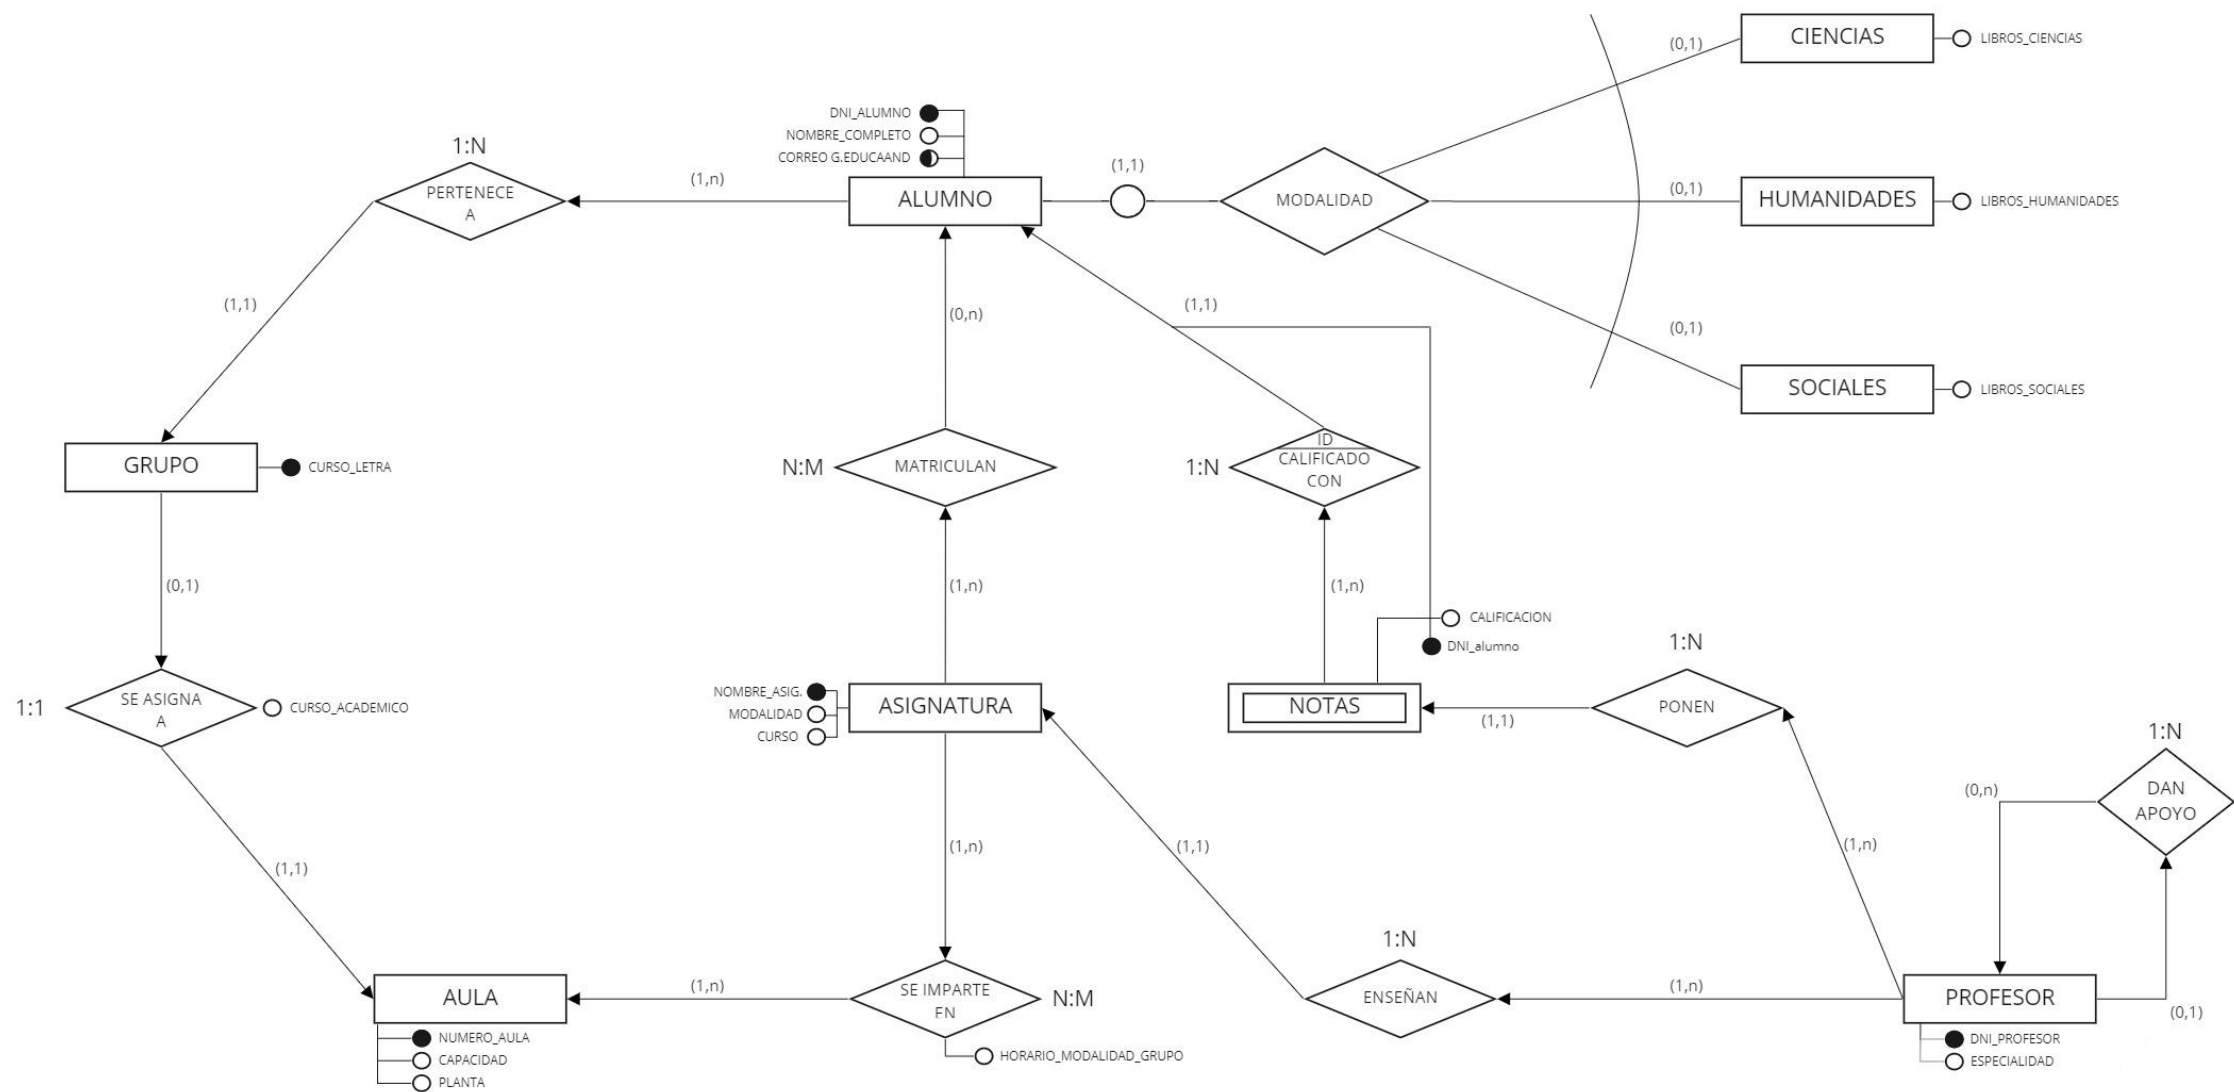 CIENCIAS
LIBROS_CIENCIAS
(0,1)
DNI_ALUMNO
NOMBRE_COMPLETO
CORREO G.EDUCAAND
1:N
PERTENECE
A
(1,n)
ALUMNO
(1,1)
MODALIDAD
(0,1)
HUMANIDADES
LIBROS_HUMANIDADES
(1,1)
(0,n)
(1,1)
(0,1)
SOCIALES
LIBROS_SOCIALES
GRUPO
CURSO_LETRA
N:M
MATRICULAN
1:N
ID
CALIFICADO
CON
(0,1)
(1,n)
(1,n)
CALIFICACION
DNI_alumno
1:N
1:1
SE ASIGNA
A
CURSO_ACADEMICO
NOMBRE_ASIG.
MODALIDAD
CURSO
ASIGNATURA
NOTAS
(1,1)
PONEN
1:N
DAN
APOYO
(0,n)
(1,1)
(1,n)
(1,1)
(1,n)
1:N
AULA
(1,n)
SE IMPARTE
EN
N:M
ENSEÑAN
(1,n)
PROFESOR
(0,1)
NUMERO_AULA
CAPACIDAD
PLANTA
HORARIO_MODALIDAD_GRUPO
DNI_PROFESOR
ESPECIALIDAD